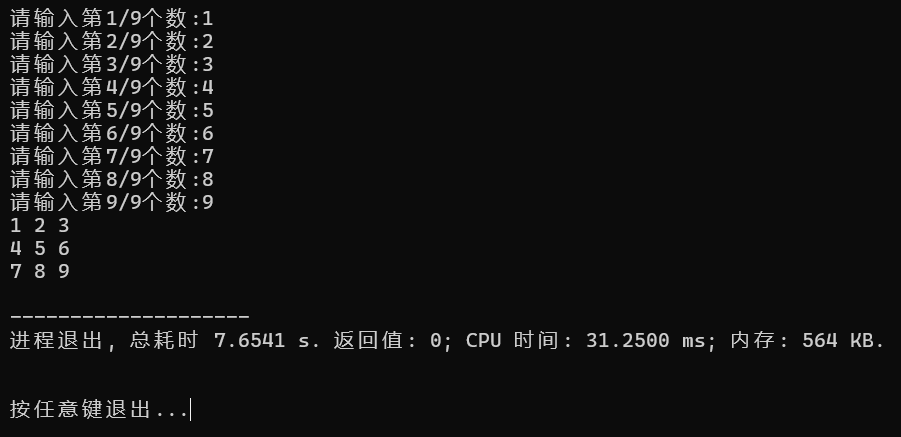 请输入第1/9个数:1
请输入第2/9个数:2
请输入第3/9个数:3
请输入第4/9个数:4
请输入第5/9个数:5
请输入第6/9个数:6
请输入第7/9个数:7
请输入第8/9个数:8
请输入第9/9个数:9
1 2 3
4 5 6
7 8 9
--------------------
进程退出, 总耗时 7.6541 s. 返回值: 0; CPU 时间: 31.2500 ms; 内存: 564 KB.
按任意键退出...